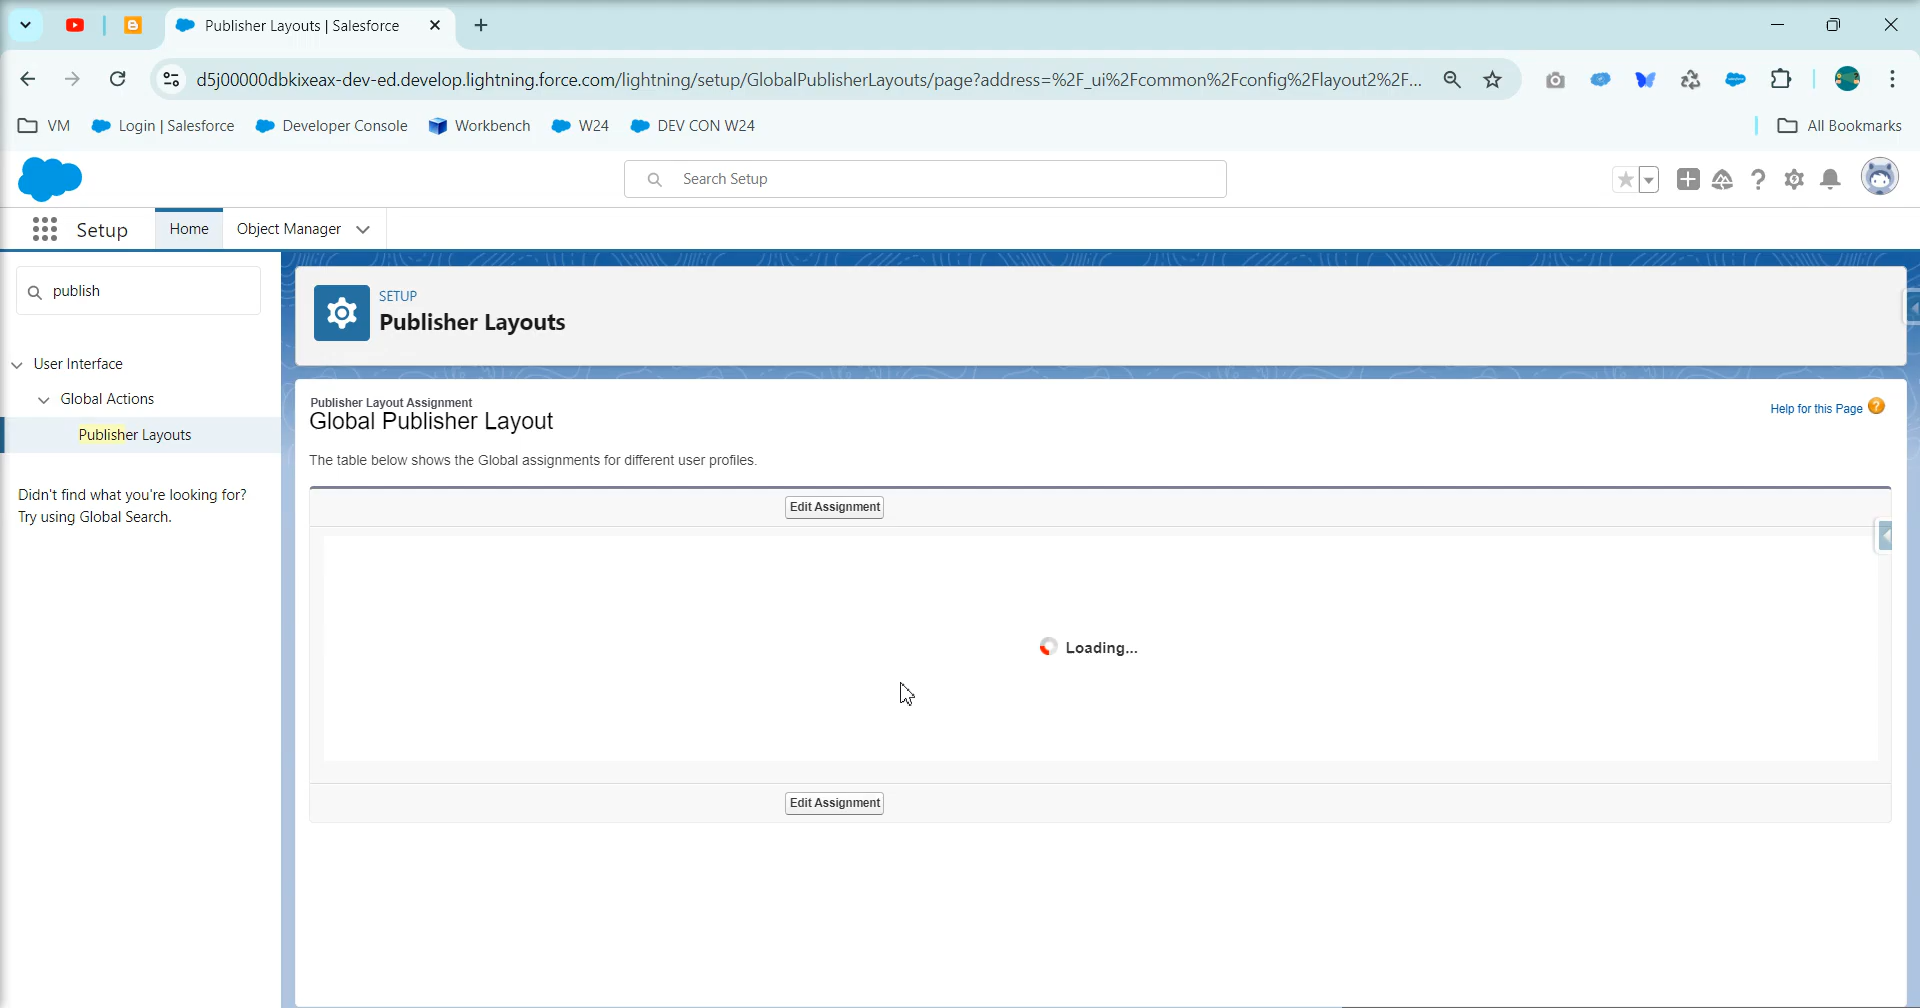 Publisher Layouts | Salesforce
d5j00000dbkixeax-dev-ed.develop.lightning.force.com/lightning/setup/GlobalPublisherLayouts/page?address=%2F_ui%2Fcommon%2Fconfig%2Flayout2%2F...
VM
Login | Salesforce
Developer Console
Workbench
W24
DEV CON W24
All Bookmarks
Search Setup
Setup
Home
Object Manager
publish
SETUP
Publisher Layouts
User Interface
Global Actions
Publisher Layouts
Didn't find what you're looking for?
Try using Global Search.
Publisher Layout Assignment
Global Publisher Layout
Help for this Page
The table below shows the Global assignments for different user profiles.
Edit Assignment
Loading...
Edit Assignment